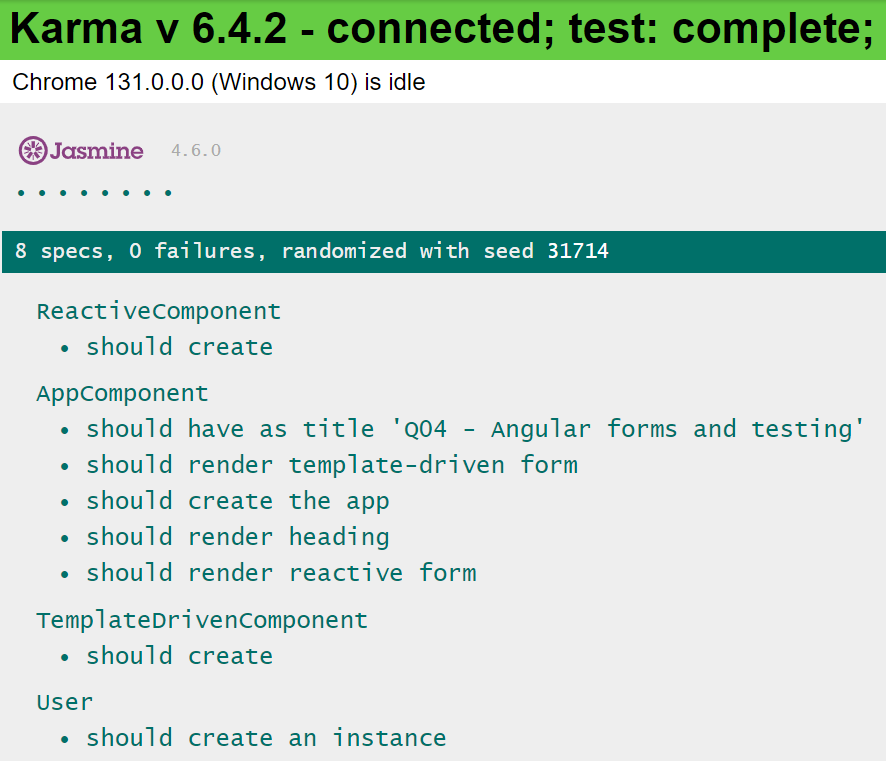 Karma v 6.4.2 - connected; test: complete;
Chrome 131.0.0.0 (Windows 10) is idle
Jasmine 4.6.0
• • • • • • • •
8 specs, 0 failures, randomized with seed 31714
ReactiveComponent
• should create
AppComponent
• should have as title 'Q04 - Angular forms and testing'
• should render template-driven form
• should create the app
• should render heading
• should render reactive form
TemplateDrivenComponent
• should create
User
• should create an instance